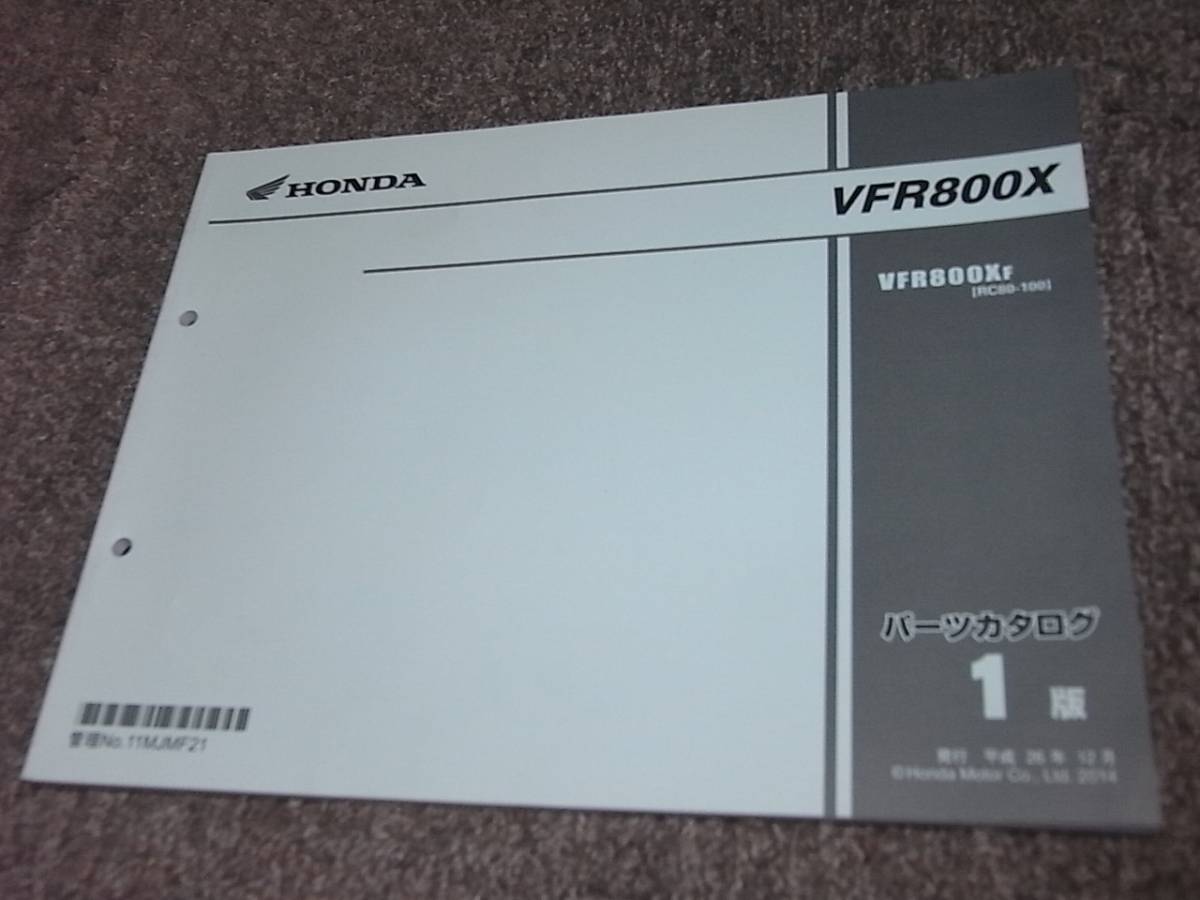 HONDA
VFR800X
VFR800XF
[RC80-100]
パーツカタログ
1 版
発行 平成 26 年 12 月
©Honda Motor Co., Ltd. 2014
管理No.11MJMF21